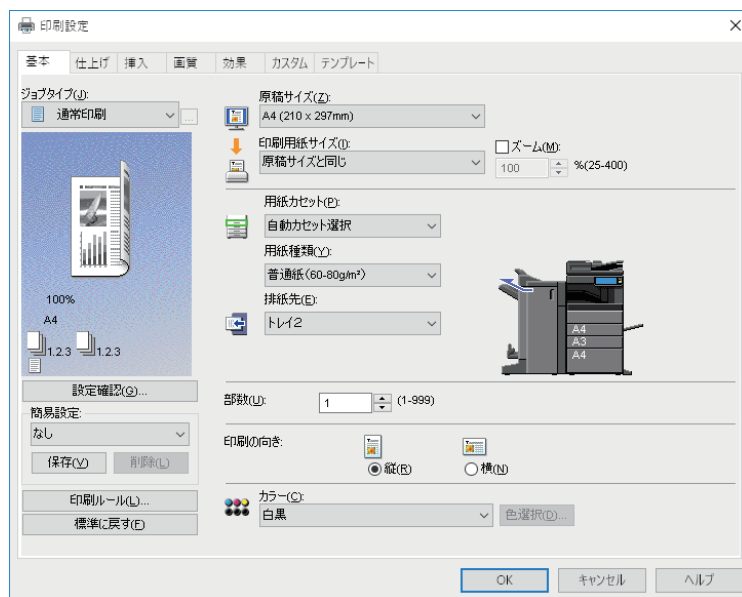 印刷設定
基本 仕上げ 挿入 画質 効果 カスタム テンプレート
ジョブタイプ(J):
通常印刷
...
100%
A4
1.2.3 1.2.3
設定確認(G)...
簡易設定:
なし
保存(V) 削除(L)
印刷ルール(L)...
標準に戻す(F)
原稿サイズ(Z):
A4 (210 x 297mm)
印刷用紙サイズ(I):
原稿サイズと同じ
ズーム(M):
100 %(25-400)
用紙カセット(P):
自動カセット選択
用紙種類(Y):
普通紙(60-80g/m²)
排紙先(E):
トレイ2
A4
A3
A4
部数(U): 1 (1-999)
印刷の向き:
縦(R) 横(N)
カラー(C):
白黒 色選択(D)...
OK キャンセル ヘルプ